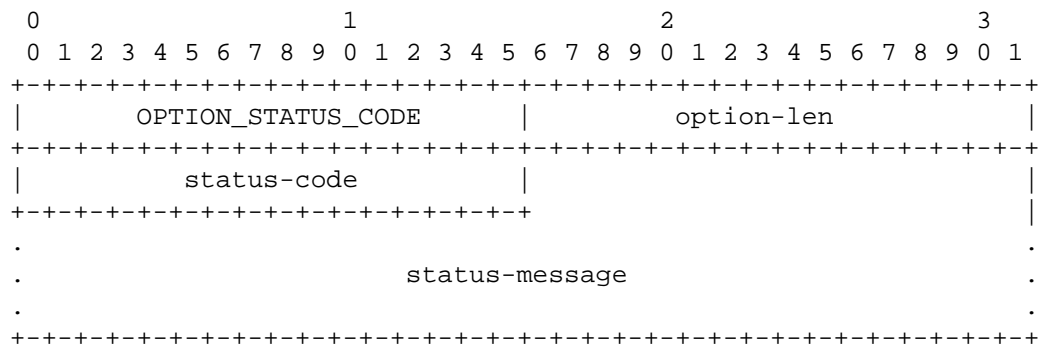 0                   1                   2                   3
 0 1 2 3 4 5 6 7 8 9 0 1 2 3 4 5 6 7 8 9 0 1 2 3 4 5 6 7 8 9 0 1
+-+-+-+-+-+-+-+-+-+-+-+-+-+-+-+-+-+-+-+-+-+-+-+-+-+-+-+-+-+-+-+-+
|       OPTION_STATUS_CODE      |         option-len            |
+-+-+-+-+-+-+-+-+-+-+-+-+-+-+-+-+-+-+-+-+-+-+-+-+-+-+-+-+-+-+-+-+
|          status-code          |                               |
+-+-+-+-+-+-+-+-+-+-+-+-+-+-+-+-+                               |
.                                                               .
.                        status-message                         .
.                                                               .
+-+-+-+-+-+-+-+-+-+-+-+-+-+-+-+-+-+-+-+-+-+-+-+-+-+-+-+-+-+-+-+-+